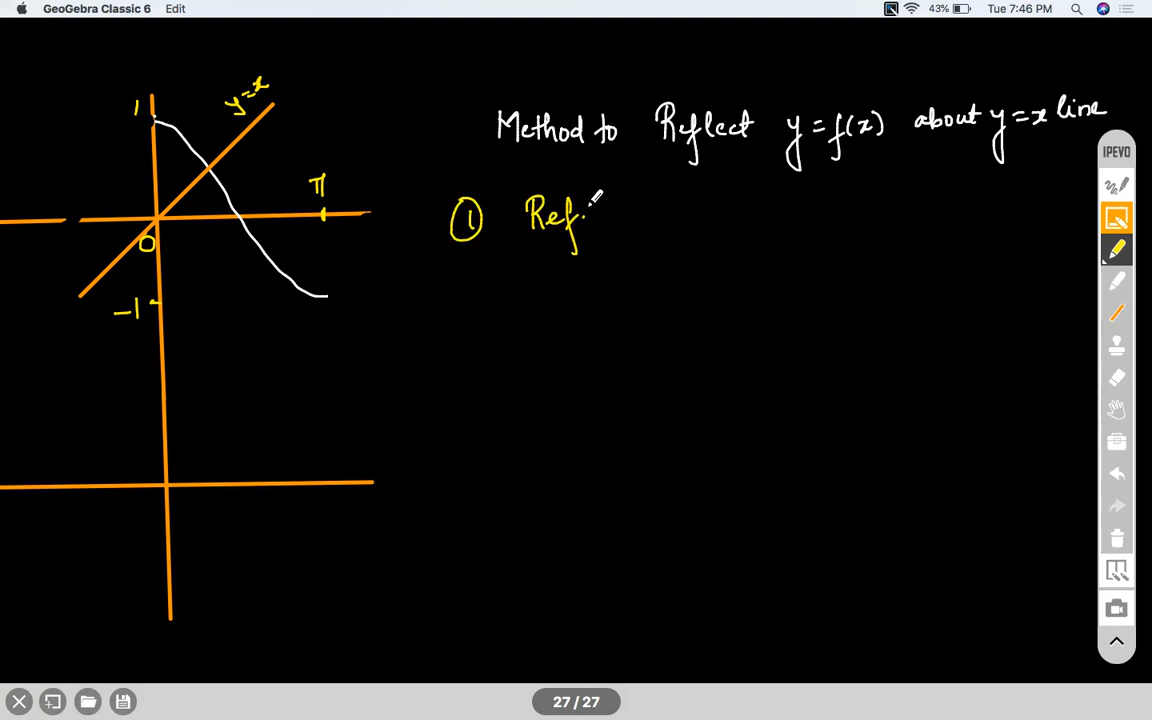 GeoGebra Classic 6 Edit 43% Tue 7:46 PM
y=x
1
Method to Reflect y = f(x) about y = x line
IPEVO
π
① Ref.
0
-1
27 / 27